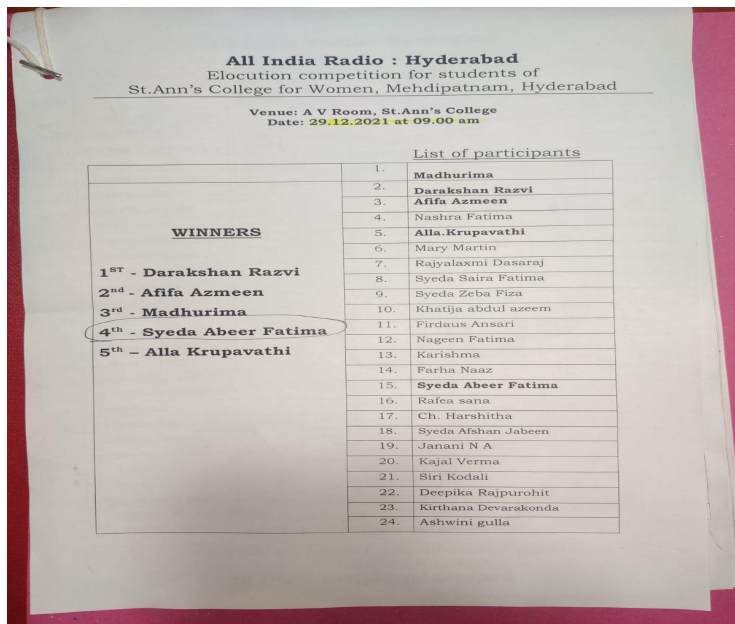 All India Radio : Hyderabad
Elocution competition for students of
St.Ann's College for Women, Mehdipatnam, Hyderabad
Venue: A V Room, St.Ann's College
Date: 29.12.2021 at 09.00 am
List of participants
WINNERS
1ST - Darakshan Razvi
2nd - Afifa Azmeen
3rd - Madhurima
4th - Syeda Abeer Fatima
5th – Alla Krupavathi
1. Madhurima
2. Darakshan Razvi
3. Afifa Azmeen
4. Nashra Fatima
5. Alla.Krupavathi
6. Mary Martin
7. Rajyalaxmi Dasaraj
8. Syeda Saira Fatima
9. Syeda Zeba Fiza
10. Khatija abdul azeem
11. Firdaus Ansari
12. Nageen Fatima
13. Karishma
14. Farha Naaz
15. Syeda Abeer Fatima
16. Rafea sana
17. Ch. Harshitha
18. Syeda Afshan Jabeen
19. Janani N A
20. Kajal Verma
21. Siri Kodali
22. Deepika Rajpurohit
23. Kirthana Devarakonda
24. Ashwini gulla